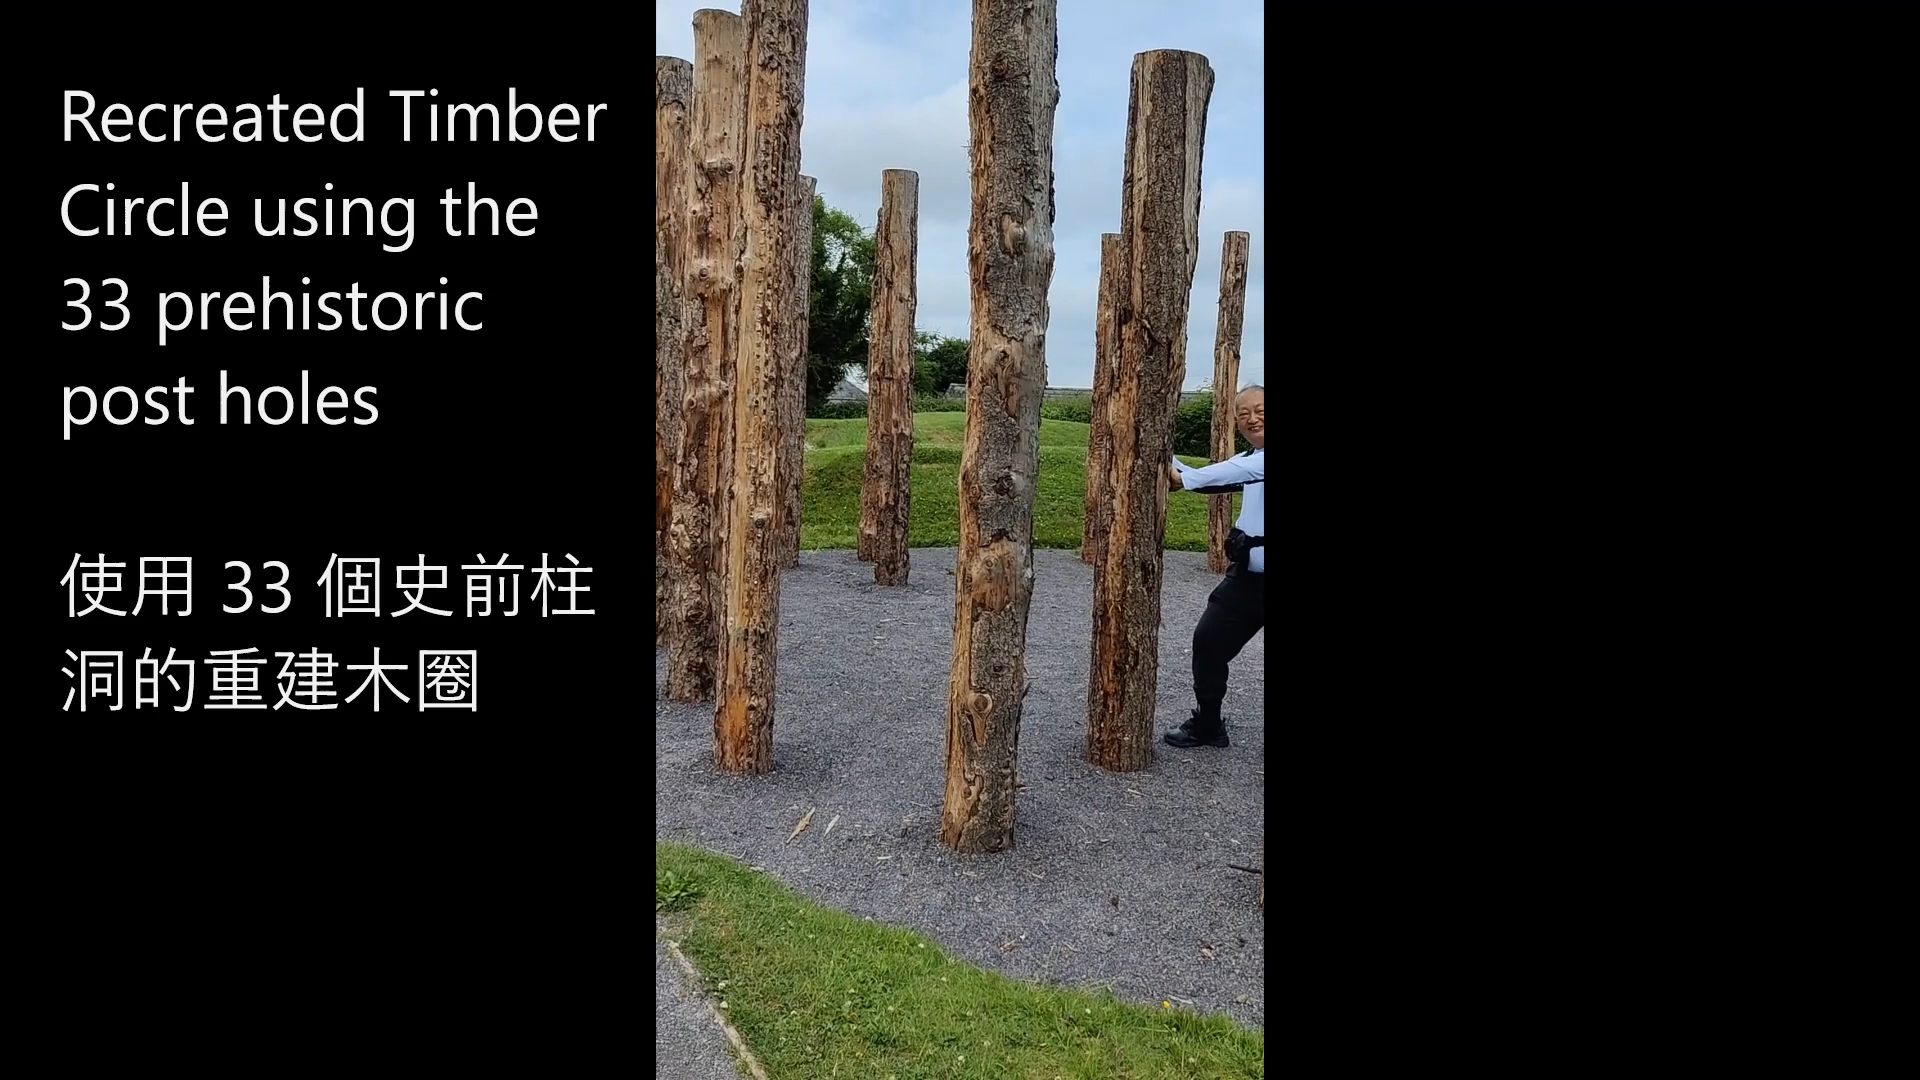 Recreated Timber
Circle using the
33 prehistoric
post holes
使用 33 個史前柱
洞的重建木圈